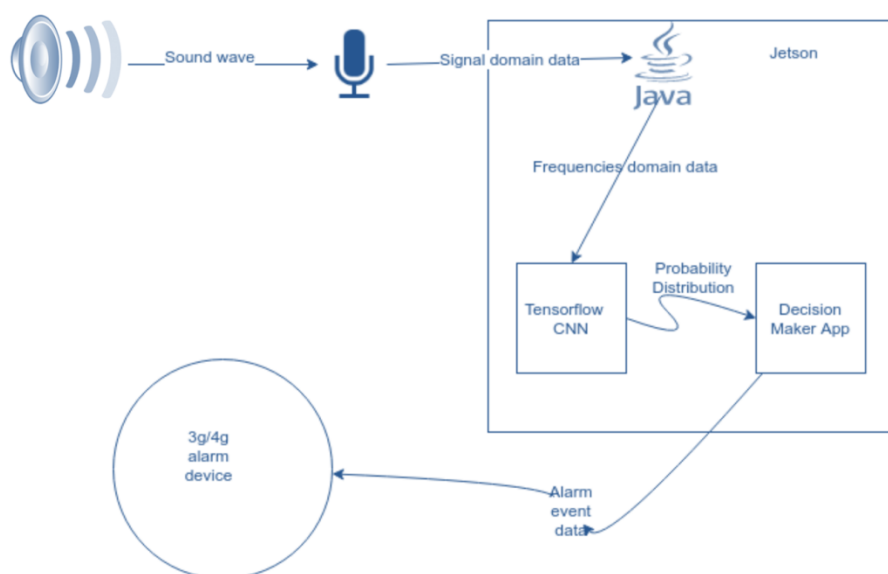 Sound wave
Signal domain data
Java
Jetson
Frequencies domain data
Tensorflow
CNN
Probability
Distribution
Decision
Maker App
3g/4g
alarm
device
Alarm
event
data